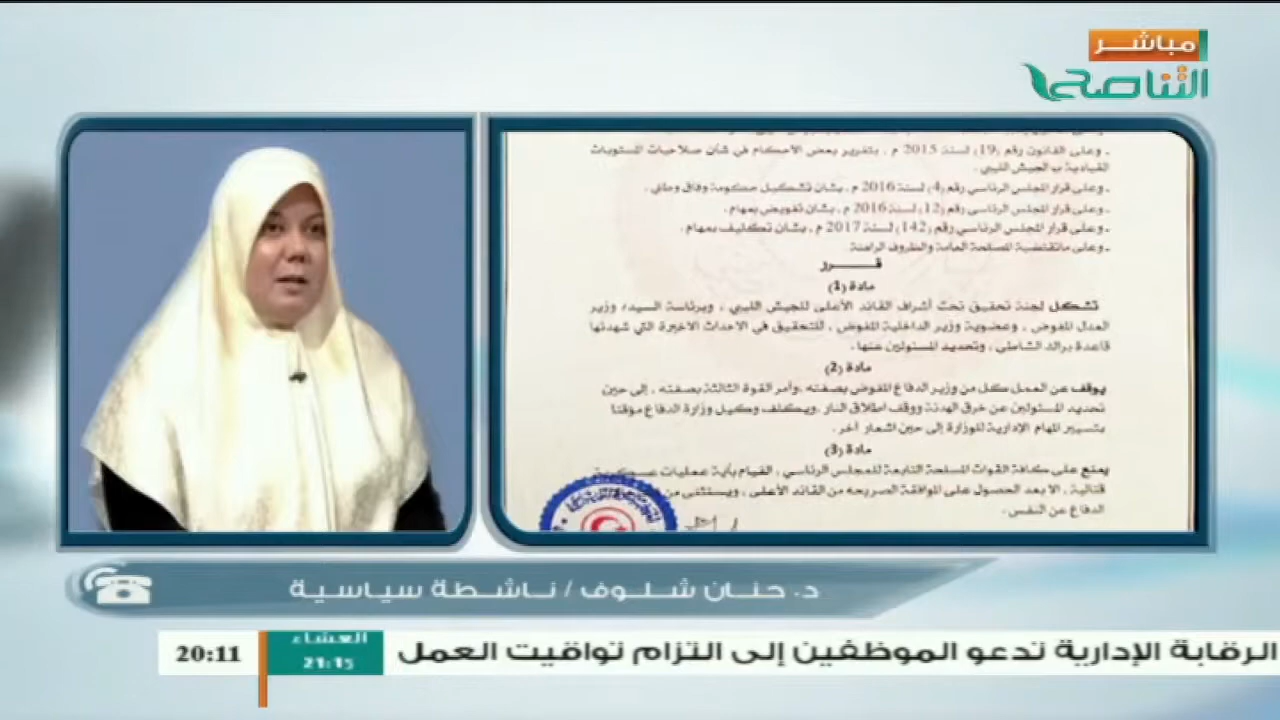 مباشر
التناصح
ـ وعلى القانون رقم (19) لسنة 2015 م ، بتقرير بعض الأحكام في شأن صلاحيات المستويات
القيادية ب الجيش الليبي .
ـ وعلى قرار المجلس الرئاسي رقم (4) لسنة 2016 م ، بشأن تشكيل حكومة وفاق وطني .
ـ وعلى قرار المجلس الرئاسي رقم (12) لسنة 2016 م ، بشأن تفويض بمهام .
ـ وعلى قرار المجلس الرئاسي رقم (142) لسنة 2017 م ، بشأن تكليف بمهام .
ـ وعلى ماتقتضية المصلحة العامة والظروف الراهنة
قــــرر
مادة (1)
تشكل لجنة تحقيق تحت أشراف القائد الأعلى للجيش الليبي ، وبرئاسة السيد/ وزير
العدل المفوض ، وعضوية وزير الداخلية المفوض ، للتحقيق في الاحداث الاخيرة التي شهدتها
قاعدة براك الشاطى ، وتحديد المسئولين عنها .
مادة (2)
يوقف عن العمل كل من وزير الدفاع المفوض بصفته ،وآمر القوة الثالثة بصفته ، إلى حين
تحديد المسئولين عن خرق الهدنة ووقف اطلاق النار ،ويكلف وكيل وزارة الدفاع مؤقتا
بتسيير المهام الإدارية للوزارة إلى حين اشعار آخر .
مادة (3)
يمنع على كافة القوات المسلحة التابعة للمجلس الرئاسي ، القيام بأية عمليات عسكرية
قتالية ، الا بعد الحصول على الموافقة الصريحه من القائد الأعلى ، ويستثنى من
الدفاع عن النفس .
د. حنان شلوف / ناشطة سياسية
الرقابة الإدارية تدعو الموظفين إلى التزام تواقيت العمل
العشاء
21:15
20:11